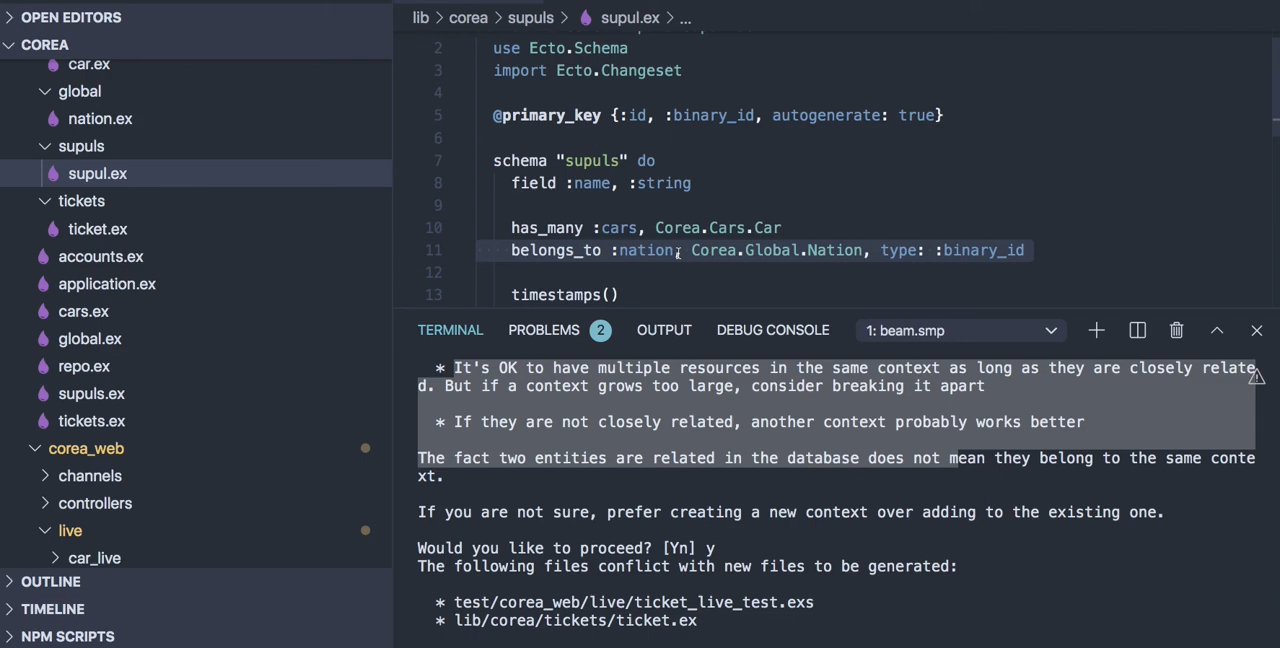 OPEN EDITORS
COREA
car.ex
global
nation.ex
supuls
supul.ex
tickets
ticket.ex
accounts.ex
application.ex
cars.ex
global.ex
repo.ex
supuls.ex
tickets.ex
corea_web
channels
controllers
live
car_live
OUTLINE
TIMELINE
NPM SCRIPTS
lib > corea > supuls > supul.ex > ...
2 use Ecto.Schema
3 import Ecto.Changeset
4
5 @primary_key {:id, :binary_id, autogenerate: true}
6
7 schema "supuls" do
8 field :name, :string
9
10 has_many :cars, Corea.Cars.Car
11 belongs_to :nation, Corea.Global.Nation, type: :binary_id
12
13 timestamps()
TERMINAL PROBLEMS 2 OUTPUT DEBUG CONSOLE 1: beam.smp
* It's OK to have multiple resources in the same context as long as they are closely relate
d. But if a context grows too large, consider breaking it apart
* If they are not closely related, another context probably works better
The fact two entities are related in the database does not mean they belong to the same conte
xt.
If you are not sure, prefer creating a new context over adding to the existing one.
Would you like to proceed? [Yn] y
The following files conflict with new files to be generated:
* test/corea_web/live/ticket_live_test.exs
* lib/corea/tickets/ticket.ex